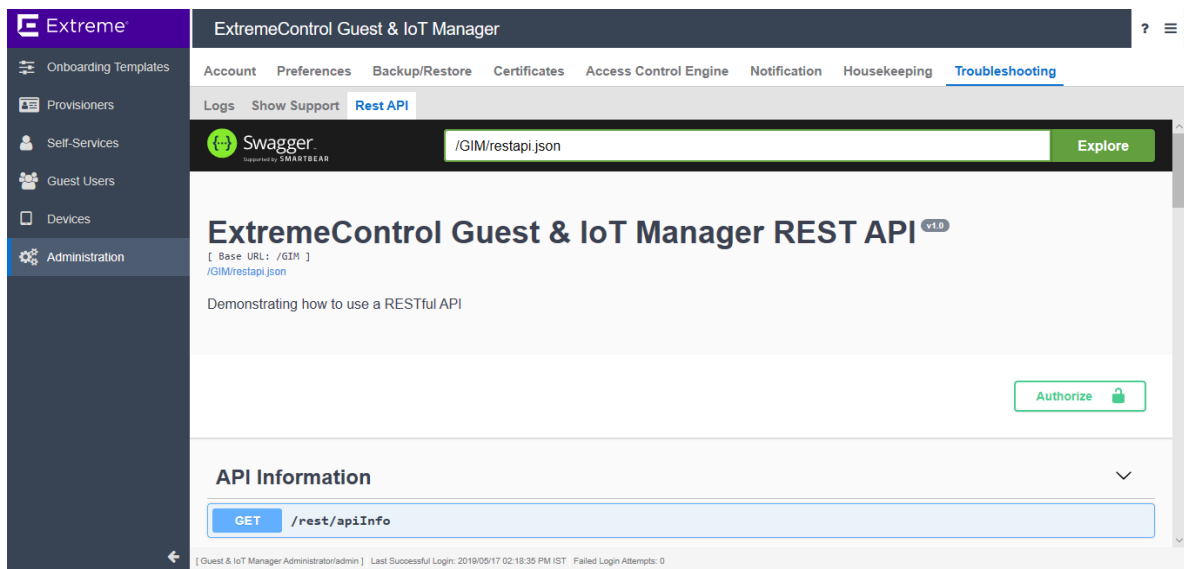 Extreme
ExtremeControl Guest & IoT Manager
?
Onboarding Templates
Provisioners
Self-Services
Guest Users
Devices
Administration
Account Preferences Backup/Restore Certificates Access Control Engine Notification Housekeeping Troubleshooting
Logs Show Support Rest API
{··} Swagger
Supported by SMARTBEAR
/GIM/restapi.json
Explore
ExtremeControl Guest & IoT Manager REST API v1.0
[ Base URL: /GIM ]
/GIM/restapi.json
Demonstrating how to use a RESTful API
Authorize
API Information
GET /rest/apiInfo
[ Guest & IoT Manager Administrator/admin ] Last Successful Login: 2019/05/17 02:18:35 PM IST Failed Login Attempts: 0